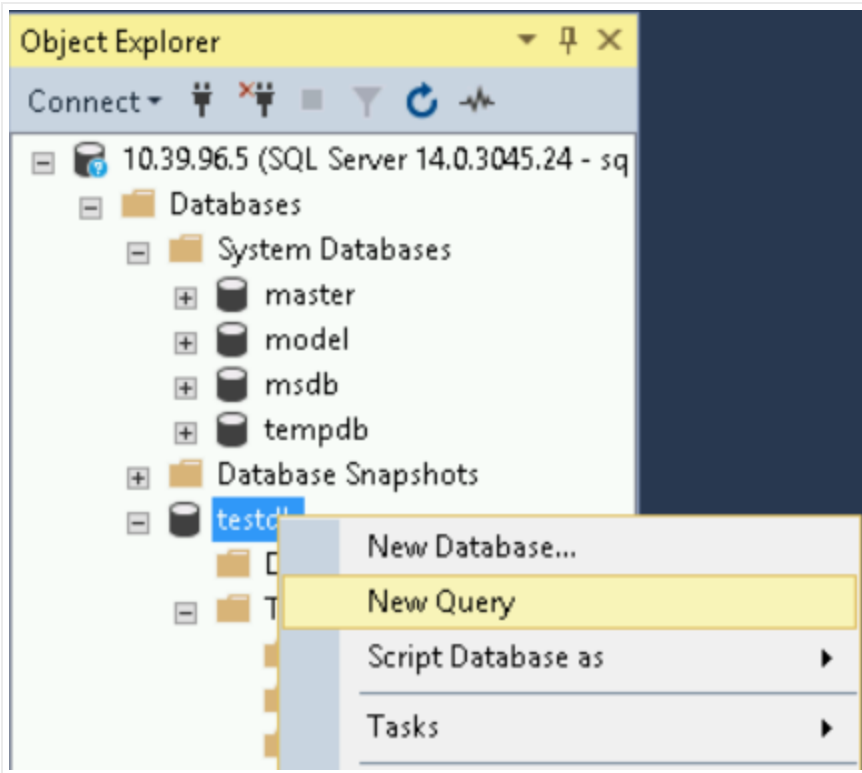 Object Explorer
Connect
10.39.96.5 (SQL Server 14.0.3045.24 - sq
Databases
System Databases
master
model
msdb
tempdb
Database Snapshots
New Database...
New Query
Script Database as
Tasks